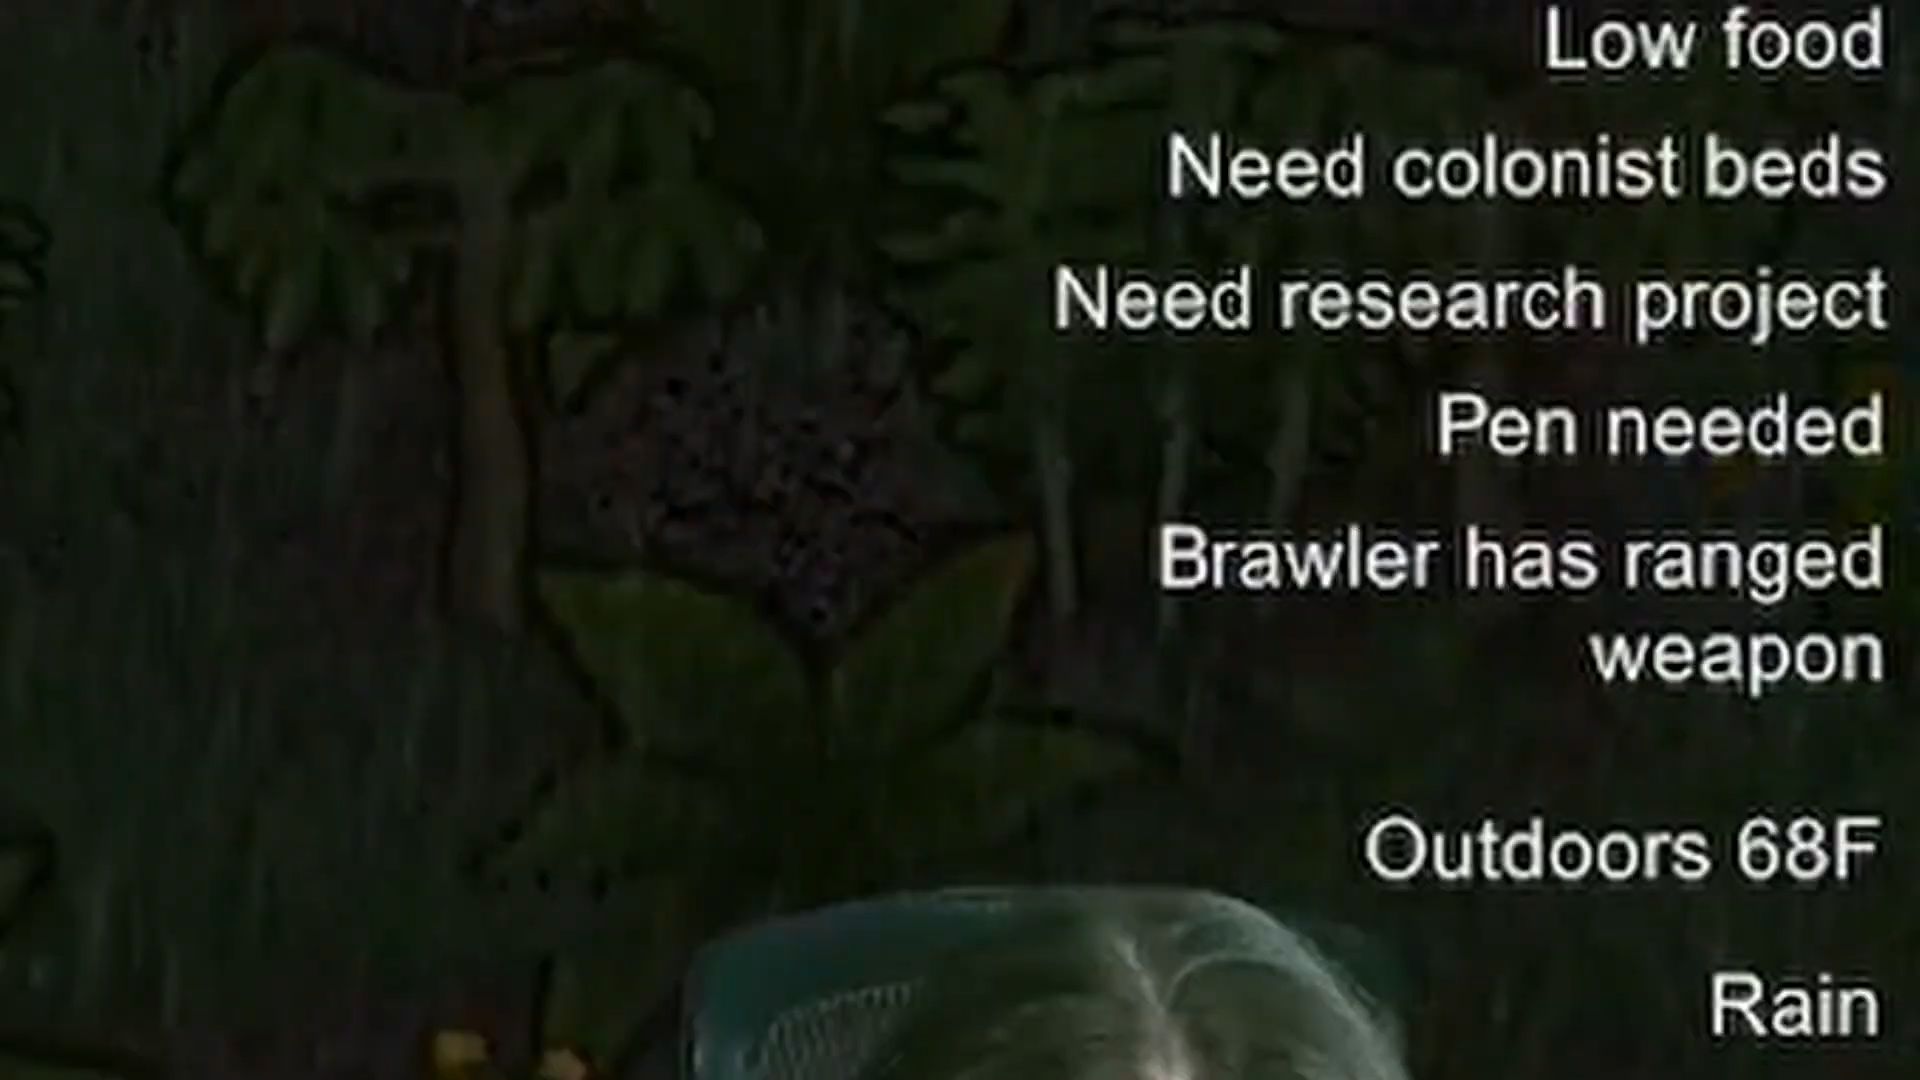 Low food
Need colonist beds
Need research project
Pen needed
Brawler has ranged
weapon
Outdoors 68F
Rain